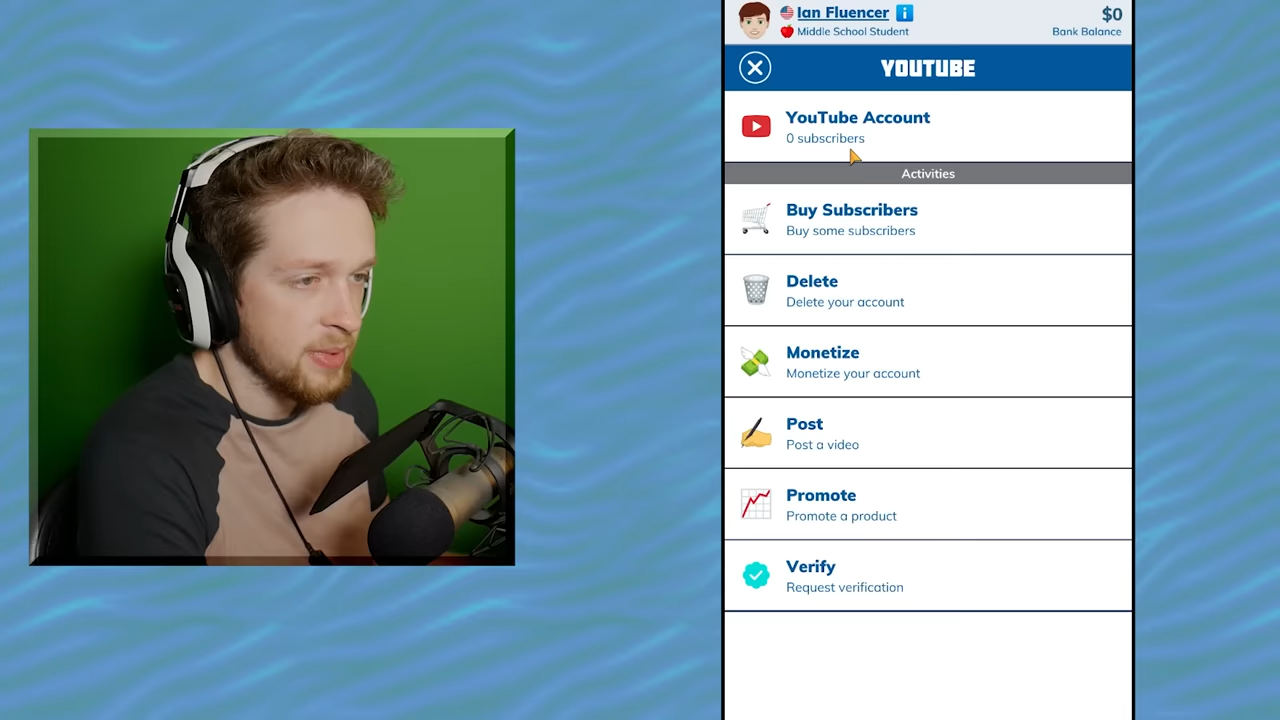 Ian Fluencer
$0
Middle School Student
Bank Balance
YOUTUBE
YouTube Account
0 subscribers
Activities
Buy Subscribers
Buy some subscribers
Delete
Delete your account
Monetize
Monetize your account
Post
Post a video
Promote
Promote a product
Verify
Request verification